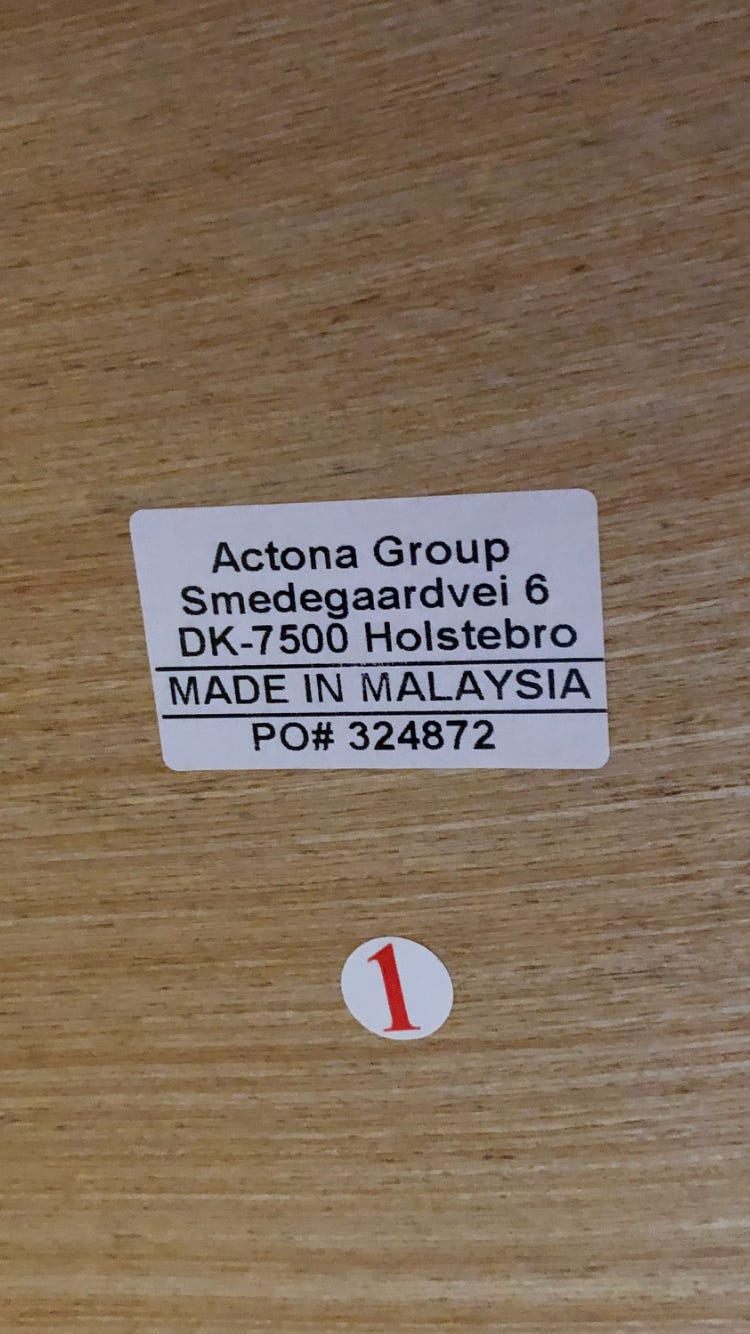 Actona Group
Smedegaardvei 6
DK-7500 Holstebro
MADE IN MALAYSIA
PO# 324872
1